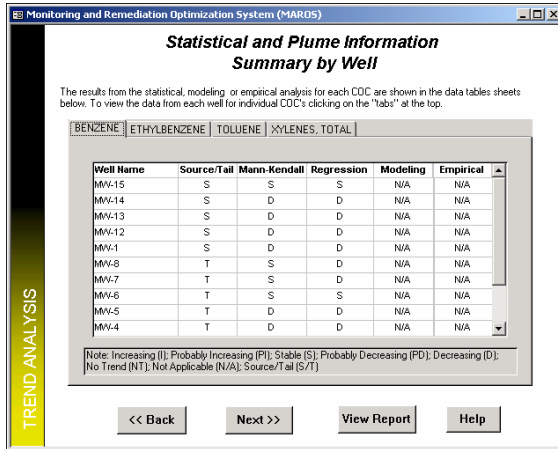 Monitoring and Remediation Optimization System (MAROS)
Statistical and Plume Information
Summary by Well
The results from the statistical, modeling or empirical analysis for each COC are shown in the data tables sheets
below. To view the data from each well for individual COC's clicking on the "tabs" at the top.
BENZENE ETHYLBENZENE TOLUENE XYLENES, TOTAL
Well Name Source/Tail Mann-Kendall Regression Modeling Empirical
MW-15 S S S N/A N/A
MW-14 S D D N/A N/A
MW-13 S D D N/A N/A
MW-12 S D D N/A N/A
MW-1 S D D N/A N/A
MW-8 T S D N/A N/A
MW-7 T S D N/A N/A
MW-6 T S S N/A N/A
MW-5 T D D N/A N/A
MW-4 T D D N/A N/A
Note: Increasing (I); Probably Increasing (PI); Stable (S); Probably Decreasing (PD); Decreasing (D);
No Trend (NT); Not Applicable (N/A); Source/Tail (S/T)
TREND ANALYSIS
<< Back Next >> View Report Help